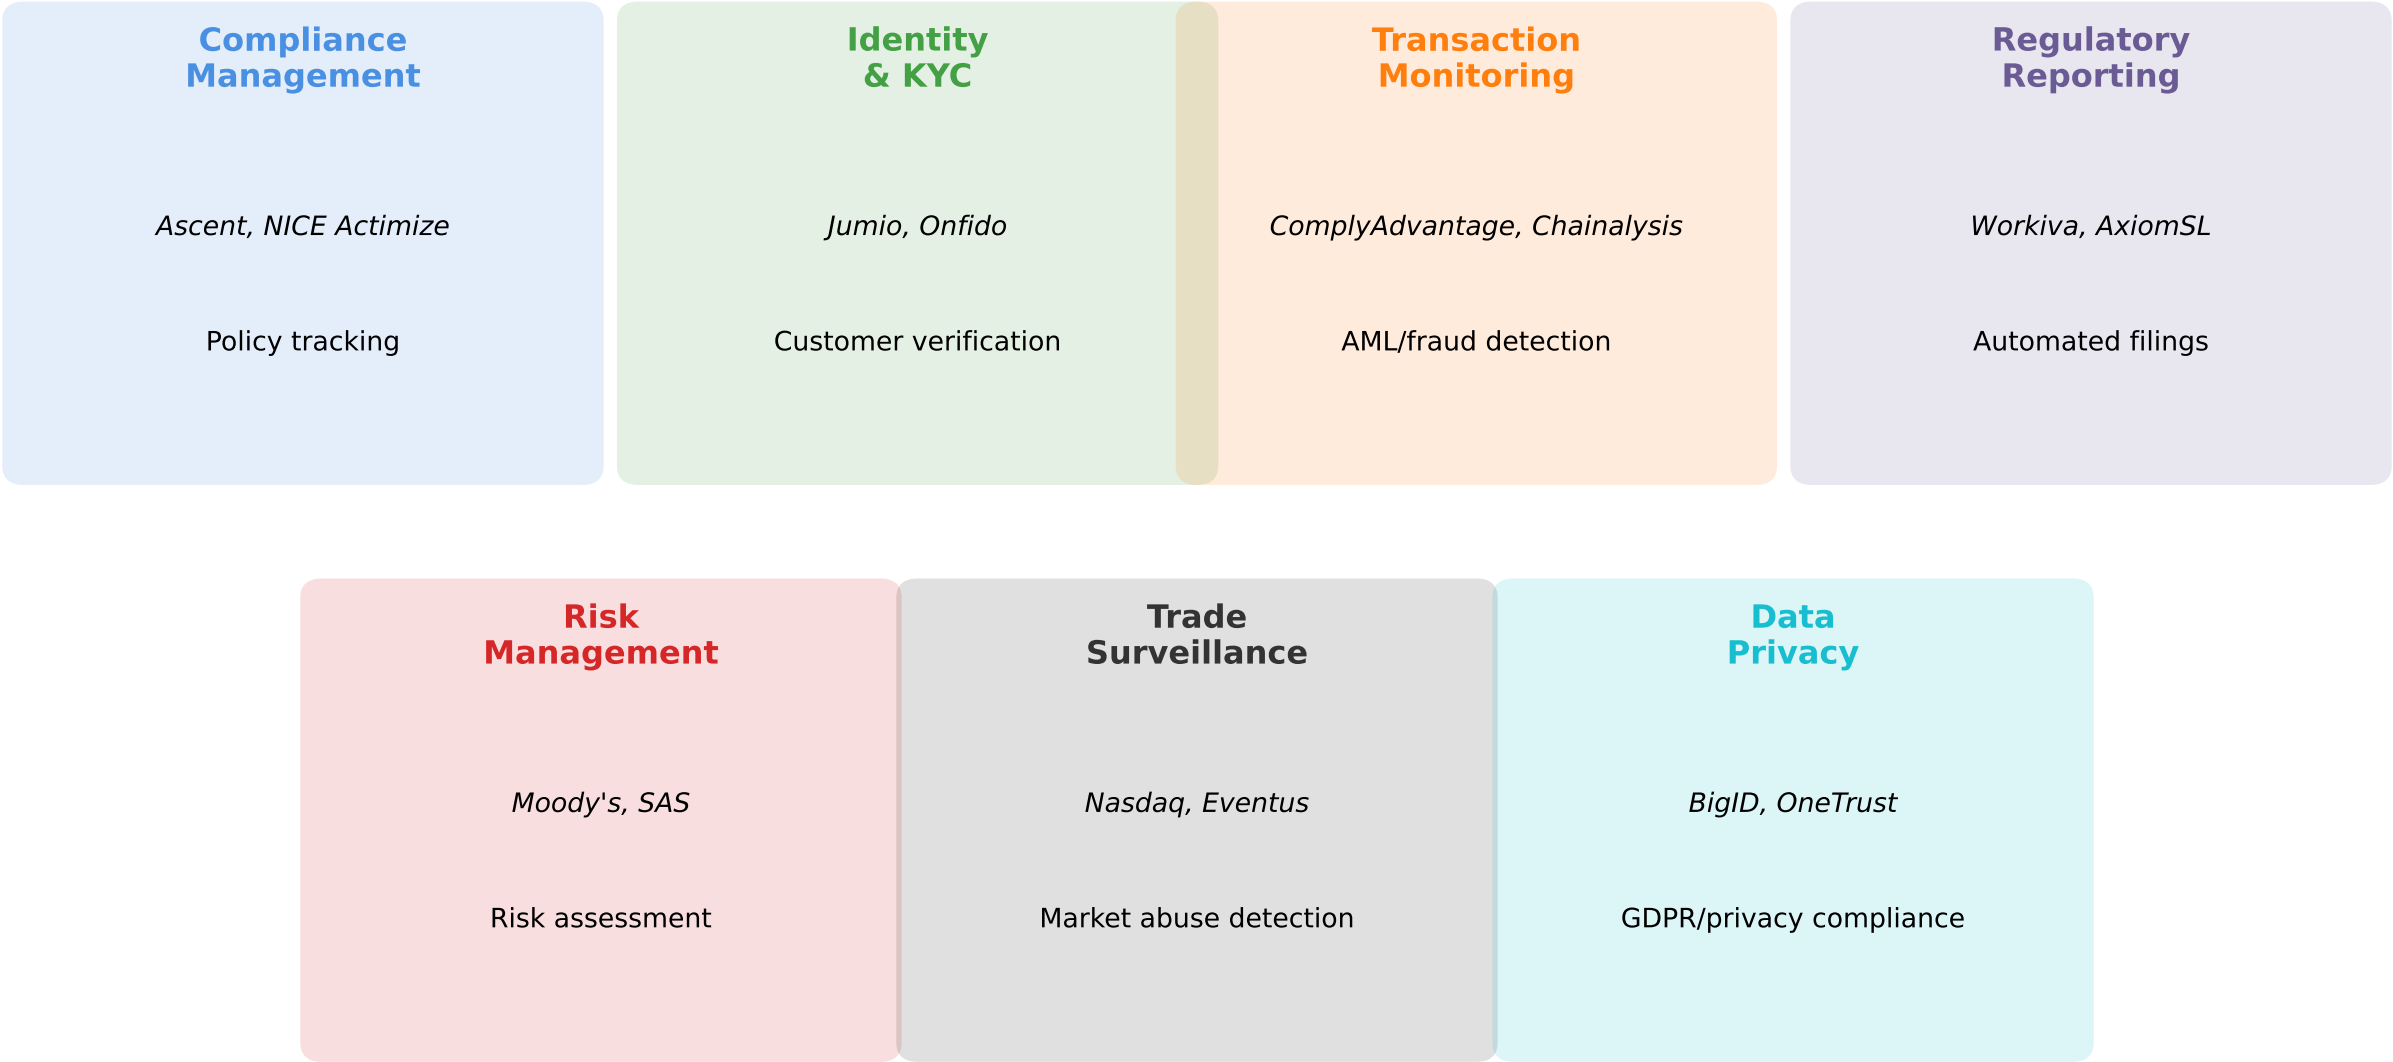 Compliance
Management
Ascent, NICE Actimize
Policy tracking
Identity
& KYC
Jumio, Onfido
Customer verification
Transaction
Monitoring
ComplyAdvantage, Chainalysis
AML/fraud detection
Regulatory
Reporting
Workiva, AxiomSL
Automated filings
Risk
Management
Moody's, SAS
Risk assessment
Trade
Surveillance
Nasdaq, Eventus
Market abuse detection
Data
Privacy
BigID, OneTrust
GDPR/privacy compliance